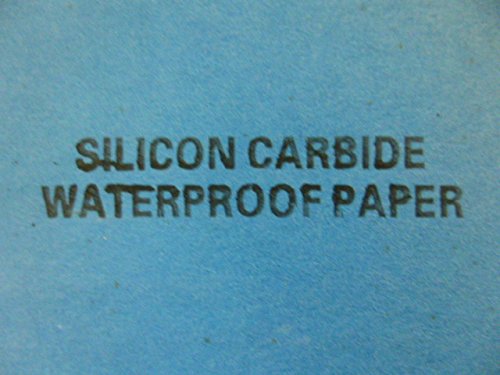 SILICON CARBIDE
WATERPROOF PAPER